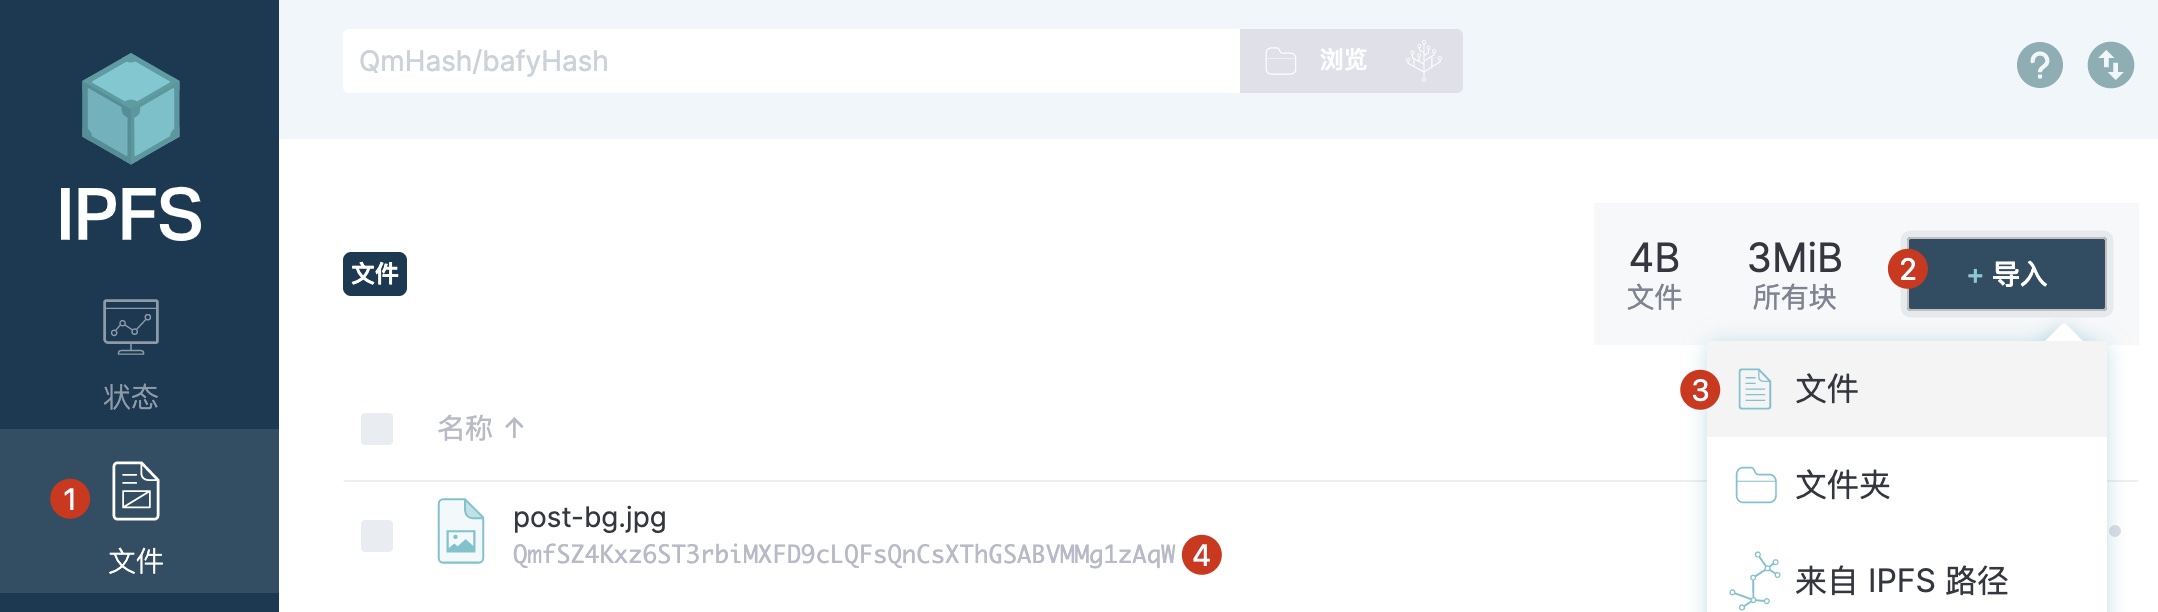 IPFS
状态
1
文件
QmHash/bafyHash
浏览
?
文件
4B
文件
3MiB
所有块
2
+ 导入
3
文件
文件夹
来自 IPFS 路径
名称 ↑
post-bg.jpg
QmfSZ4Kxz6ST3rbiMXFD9cLQFsQnCsXThGSABVMMg1zAqW
4